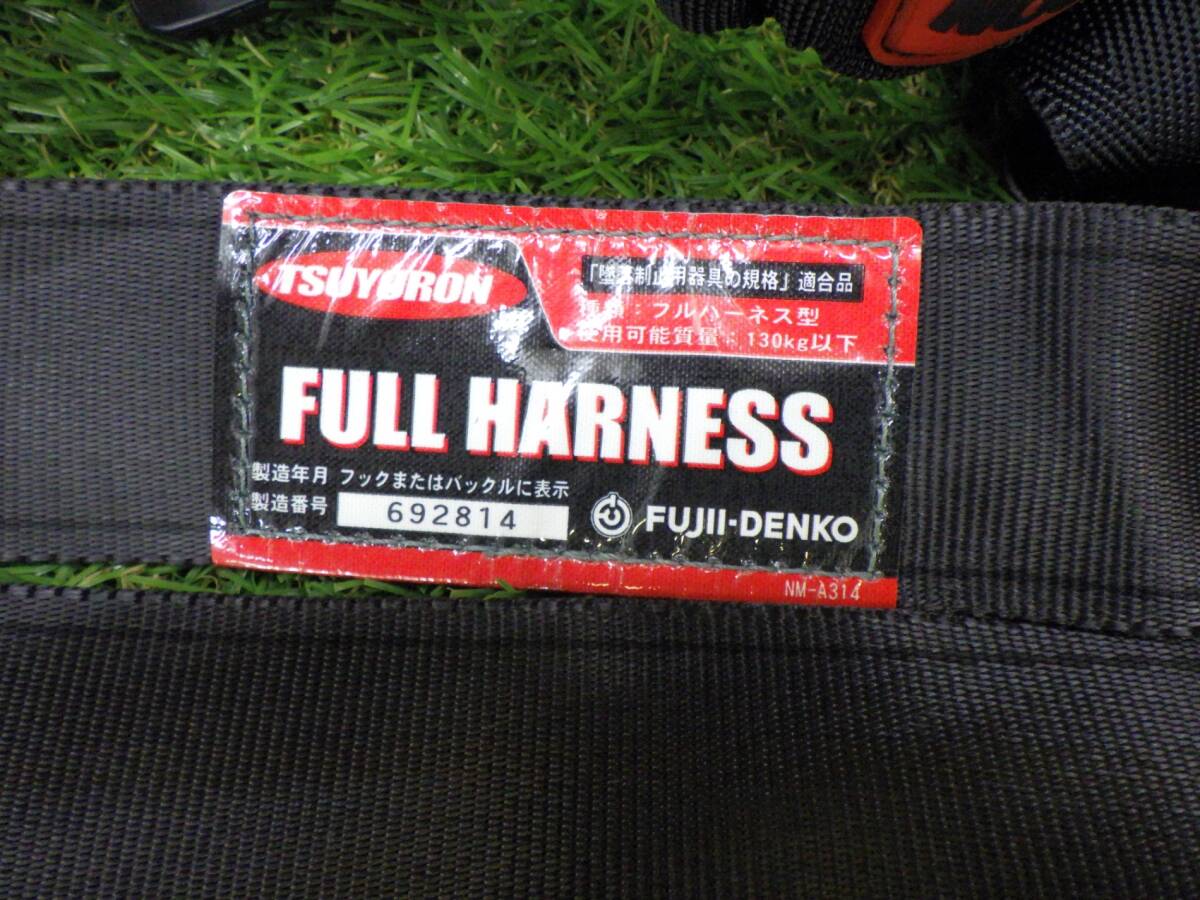 TSUYORON
「墜落制止用器具の規格」適合品
種類：フルハーネス型
使用可能質量：130kg以下
FULL HARNESS
製造年月 フックまたはバックルに表示
製造番号 692814
FUJII-DENKO
NM-A314